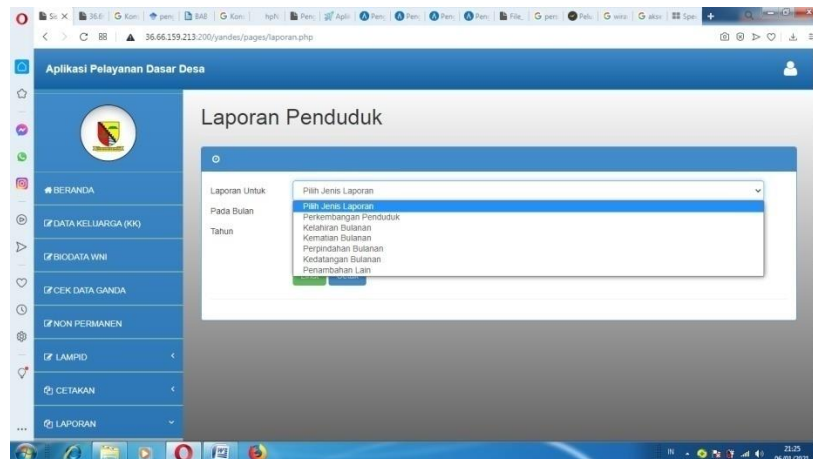 36.66.159.213:200/yandes/pages/laporan.php
Aplikasi Pelayanan Dasar Desa
Laporan Penduduk
BERANDA
DATA KELUARGA (KK)
BIODATA WNI
CEK DATA GANDA
NON PERMANEN
LAMPID
CETAKAN
LAPORAN
Laporan Untuk
Pilih Jenis Laporan
Pada Bulan
Tahun
Pilih Jenis Laporan
Perkembangan Penduduk
Kelahiran Bulanan
Kematian Bulanan
Perpindahan Bulanan
Kedatangan Bulanan
Penambahan Lain
IN
21:25